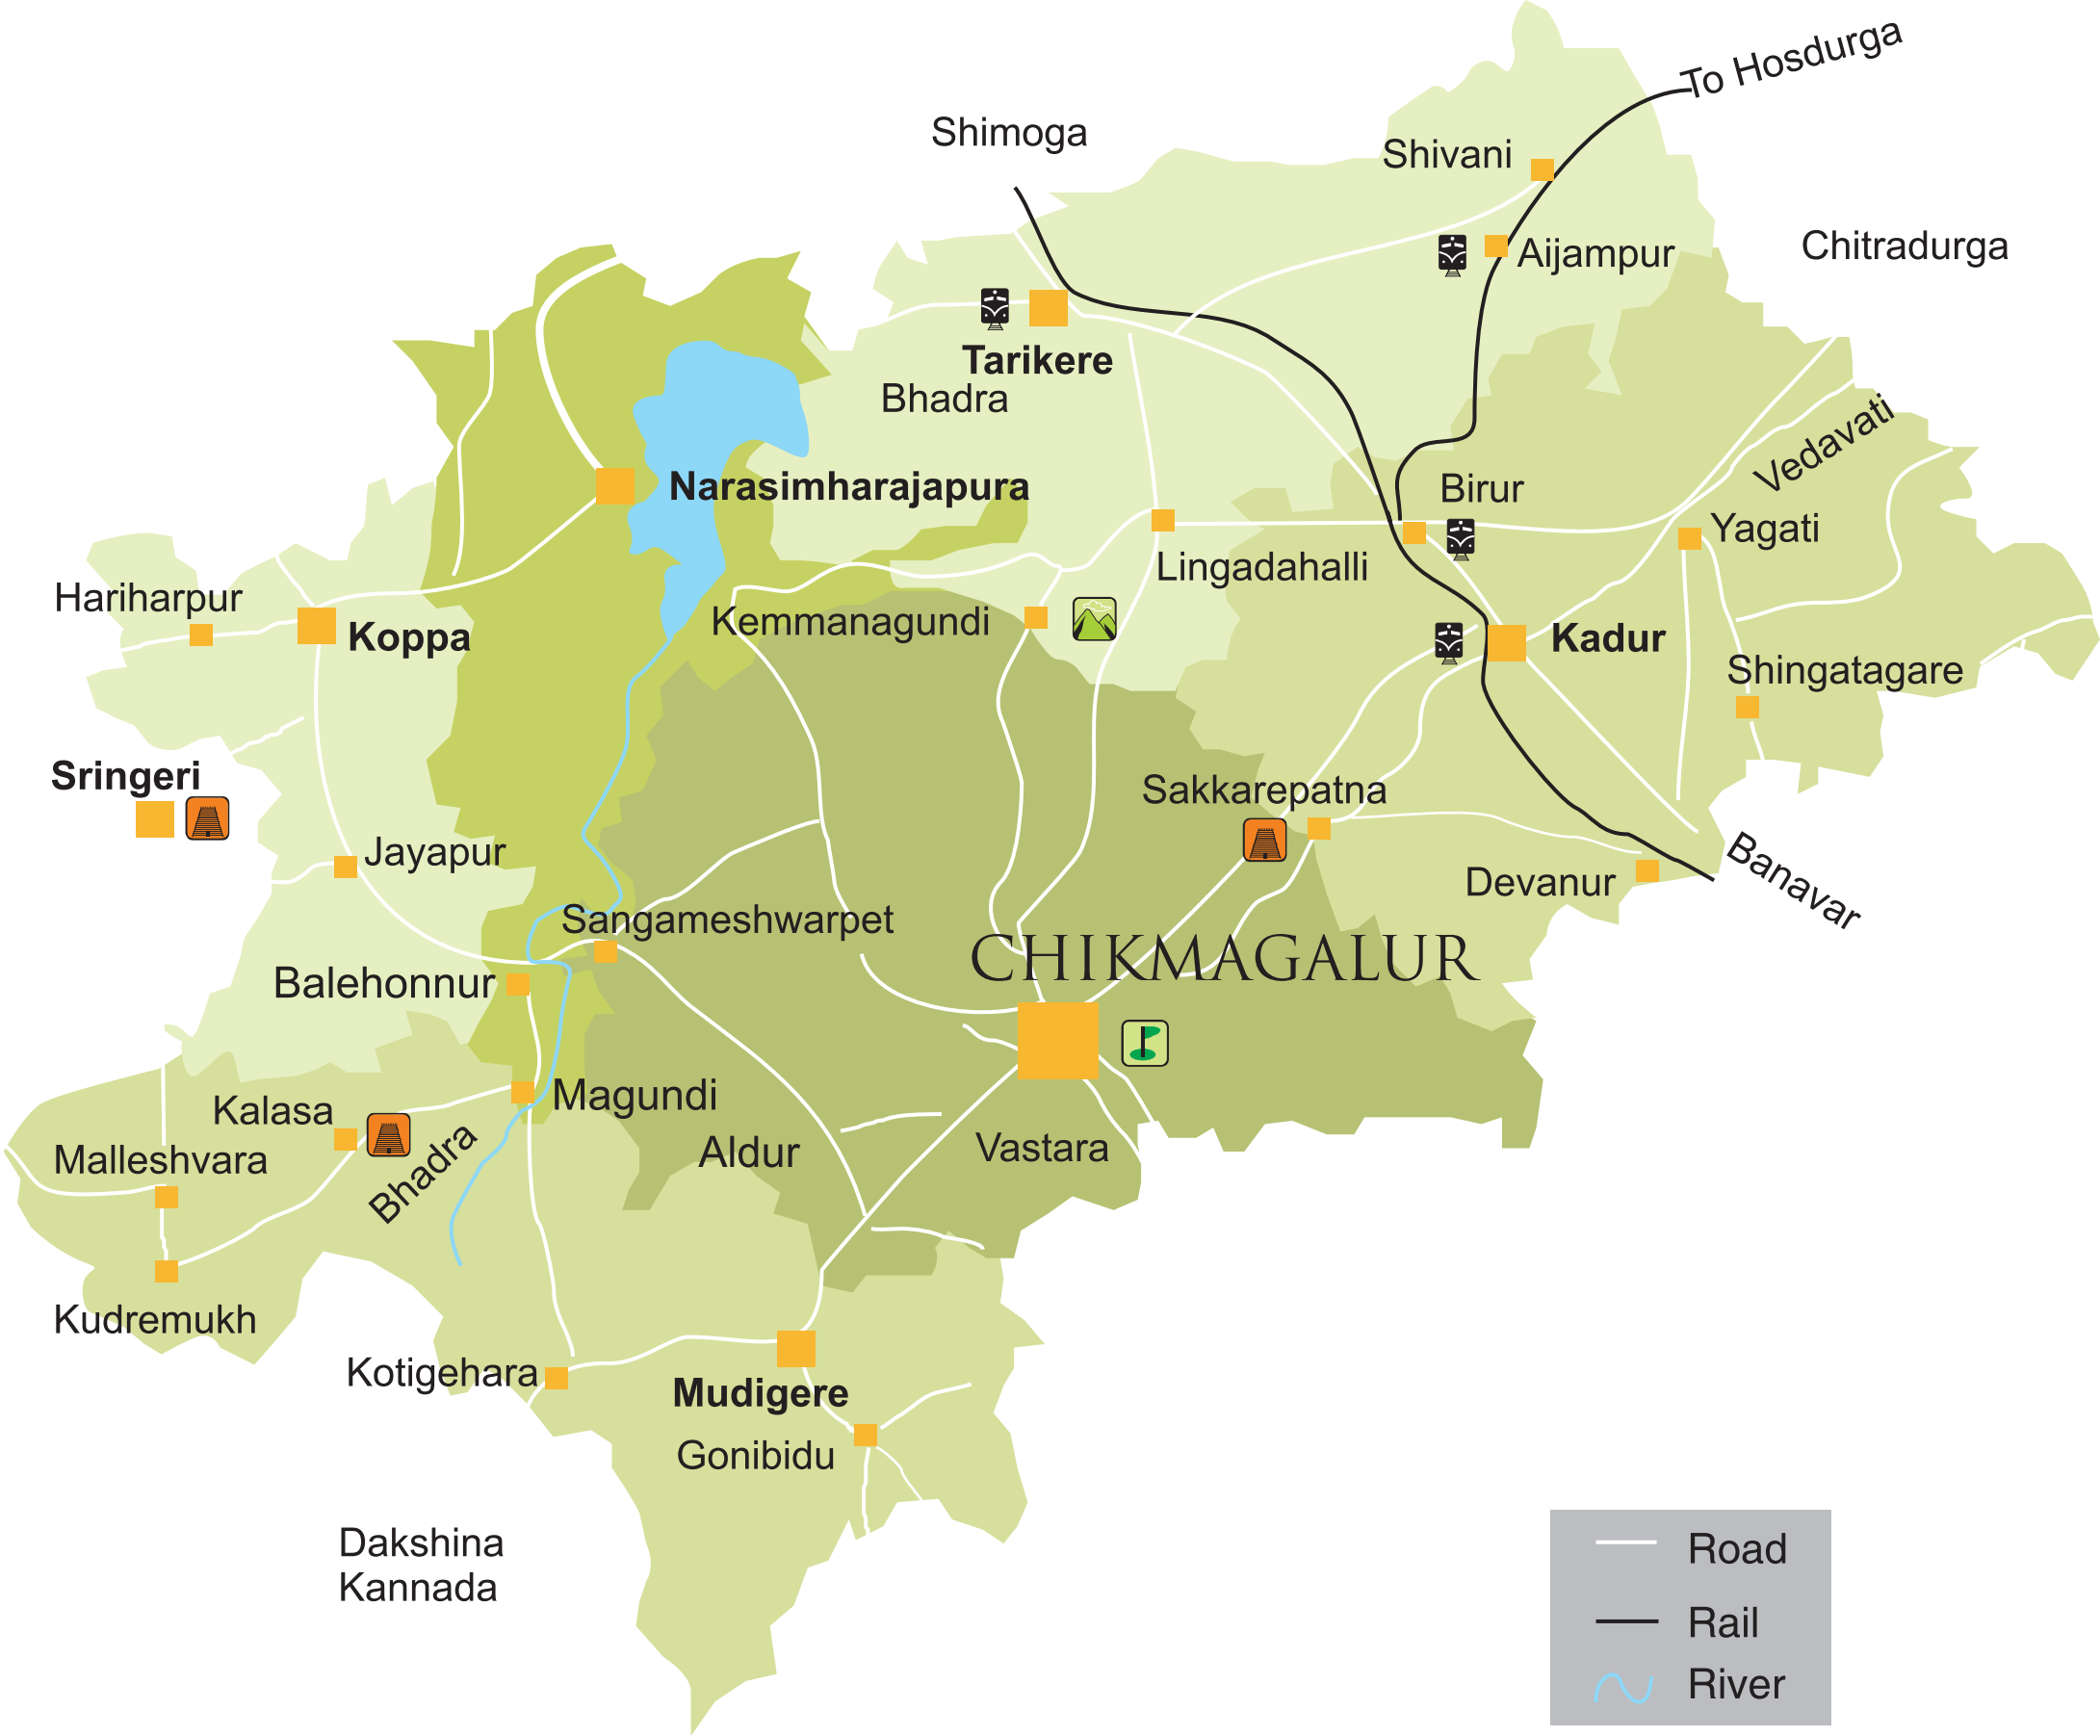 To Hosdurga
Shimoga
Shivani
Chitradurga
Aijampur
Tarikere
Bhadra
Vedavati
Narasimharajapura
Birur
Yagati
Lingadahalli
Hariharpur
Kemmanagundi
Koppa
Kadur
Shingatagare
Sringeri
Sakkarepatna
Jayapur
Devanur
Banavar
Sangameshwarpet
CHIKMAGALUR
Balehonnur
Magundi
Kalasa
Aldur
Vastara
Malleshvara
Bhadra
Kudremukh
Kotigehara
Mudigere
Gonibidu
Dakshina
Kannada
Road
Rail
River